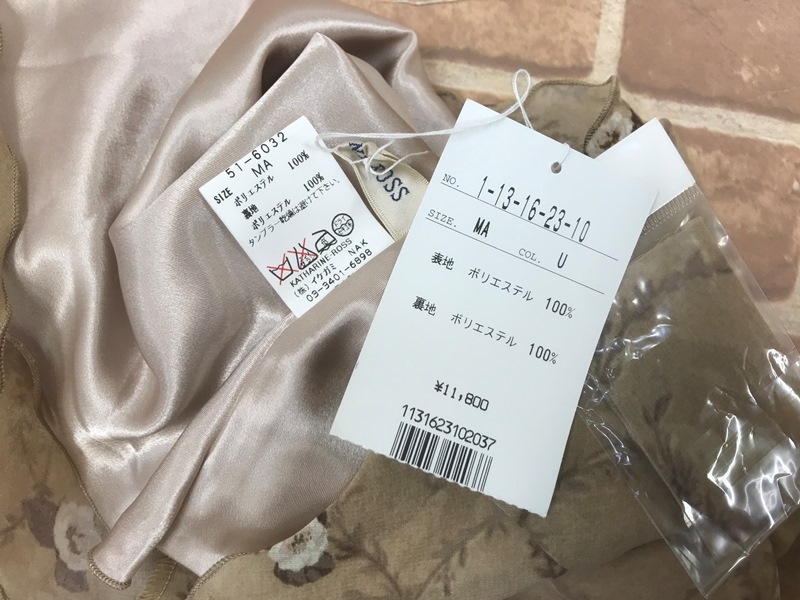 51-6032
SIZE MA
ポリエステル 100%
裏地
ポリエステル 100%
タンブラー乾燥は避けて下さい。
KATHARINE-ROSS
(株)イケガミ NAK
03-3401-6898
ROSS
NO. 1-13-16-23-10
SIZE. MA COL. U
表地 ポリエステル 100%
裏地 ポリエステル 100%
¥11,800
1131623102037